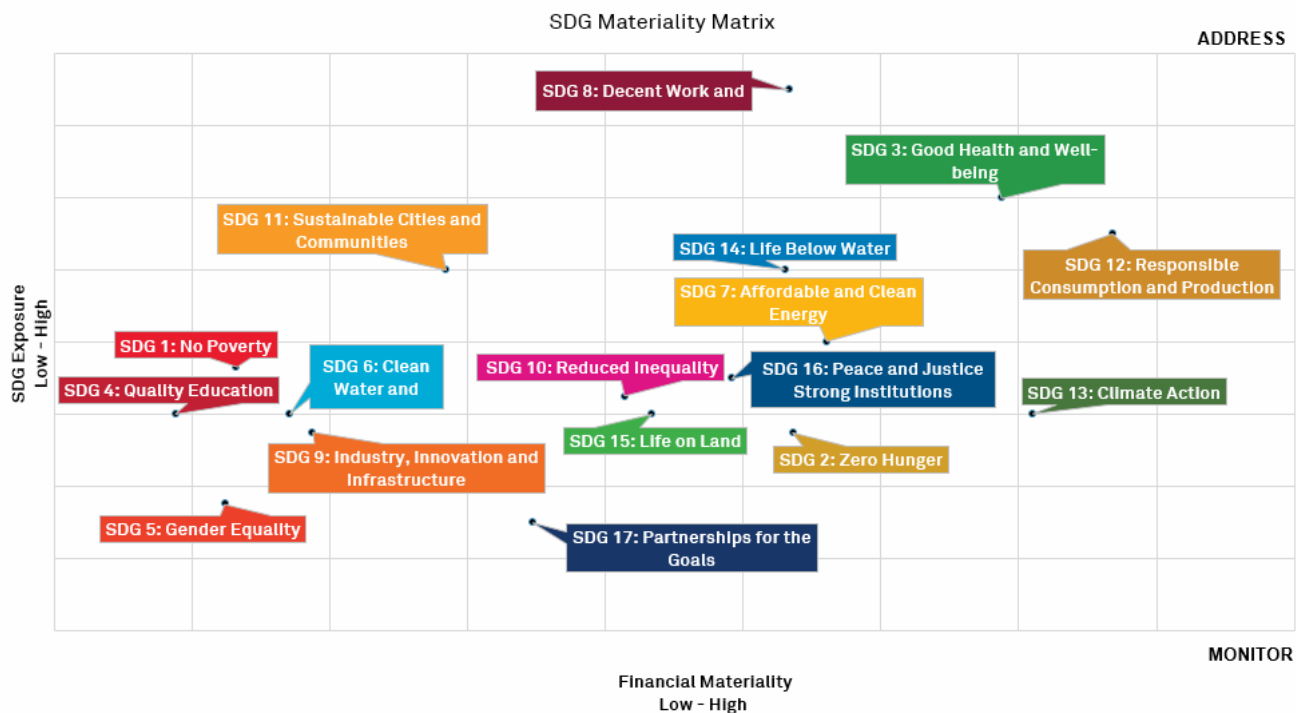 SDG Materiality Matrix
ADDRESS
SDG 8: Decent Work and
SDG 3: Good Health and Well-
being
SDG 11: Sustainable Cities and
Communities
SDG 14: Life Below Water
SDG 12: Responsible
Consumption and Production
SDG 7: Affordable and Clean
Energy
SDG Exposure
Low - High
SDG 1: No Poverty
SDG 4: Quality Education
SDG 6: Clean
Water and
SDG 10: Reduced Inequality
SDG 16: Peace and Justice
Strong Institutions
SDG 13: Climate Action
SDG 15: Life on Land
SDG 9: Industry, Innovation and
Infrastructure
SDG 2: Zero Hunger
SDG 5: Gender Equality
SDG 17: Partnerships for the
Goals
MONITOR
Financial Materiality
Low - High